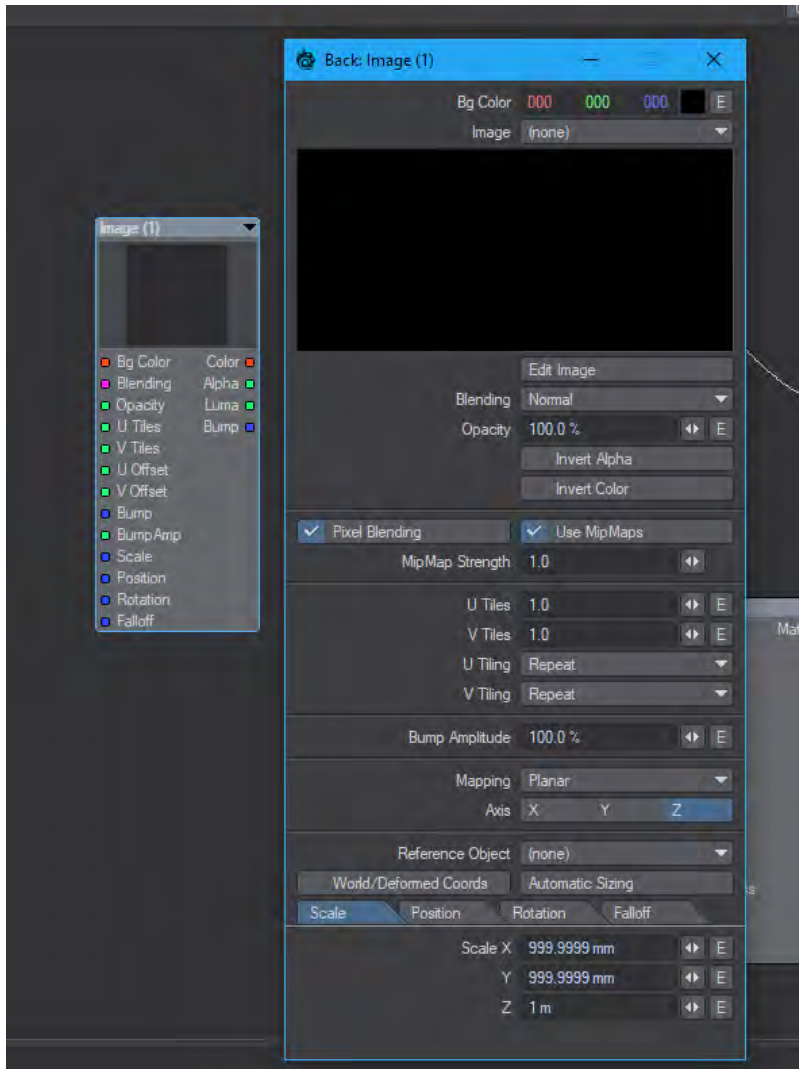 Back: Image (1)
Bg Color 000 000 000 E
Image (none)
Image (1)
Bg Color Color
Blending Alpha
Opacity Luma
U Tiles Bump
V Tiles
U Offset
V Offset
Bump
Bump Amp
Scale
Position
Rotation
Falloff
Edit Image
Blending Normal
Opacity 100.0 % E
Invert Alpha
Invert Color
Pixel Blending Use MipMaps
MipMap Strength 1.0
U Tiles 1.0 E
V Tiles 1.0 E
U Tiling Repeat
V Tiling Repeat
Mat
Bump Amplitude 100.0 % E
Mapping Planar
Axis X Y Z
Reference Object (none)
World/Deformed Coords Automatic Sizing
Scale Position Rotation Falloff
Scale X 999.9999 mm E
Y 999.9999 mm E
Z 1 m E